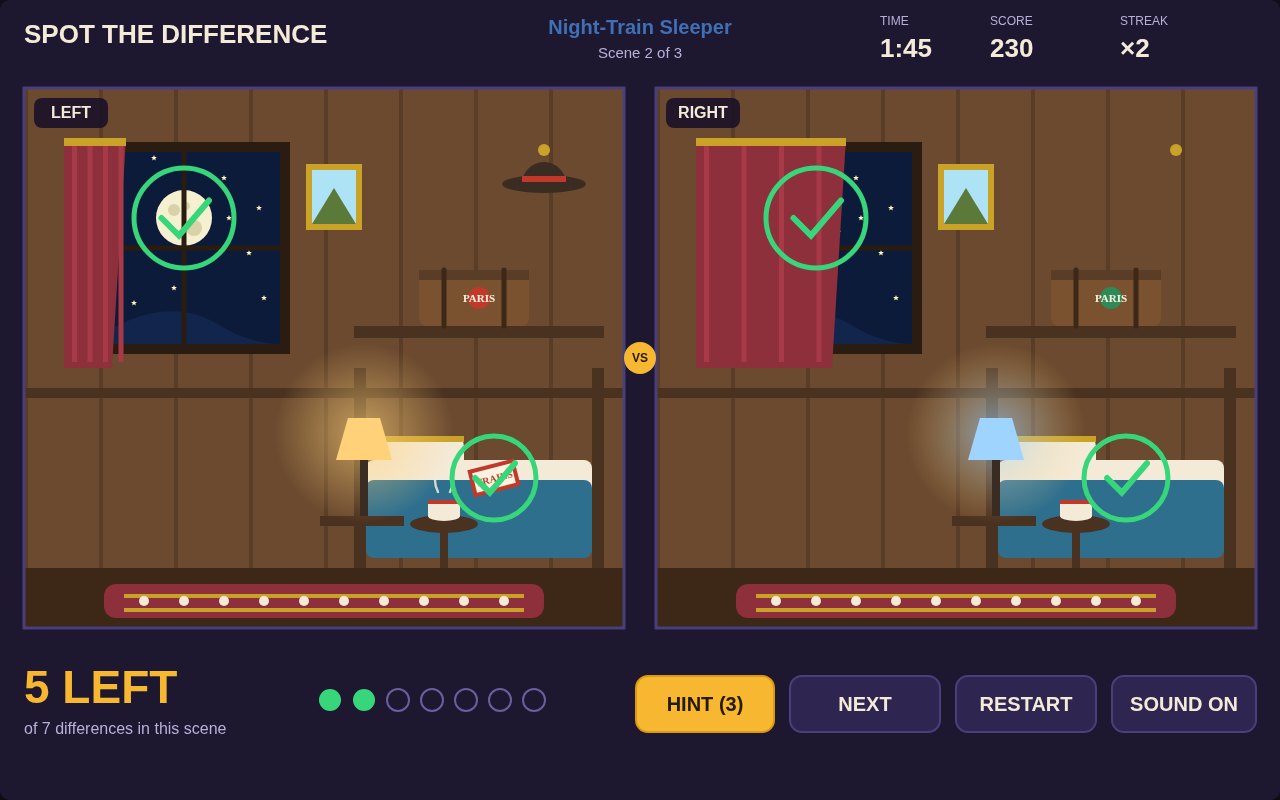 SPOT THE DIFFERENCE
Night-Train Sleeper
Scene 2 of 3
TIME
1:45
SCORE
230
STREAK
×2
LEFT
RIGHT
PARIS
PARIS
VS
5 LEFT
of 7 differences in this scene
HINT (3)
NEXT
RESTART
SOUND ON